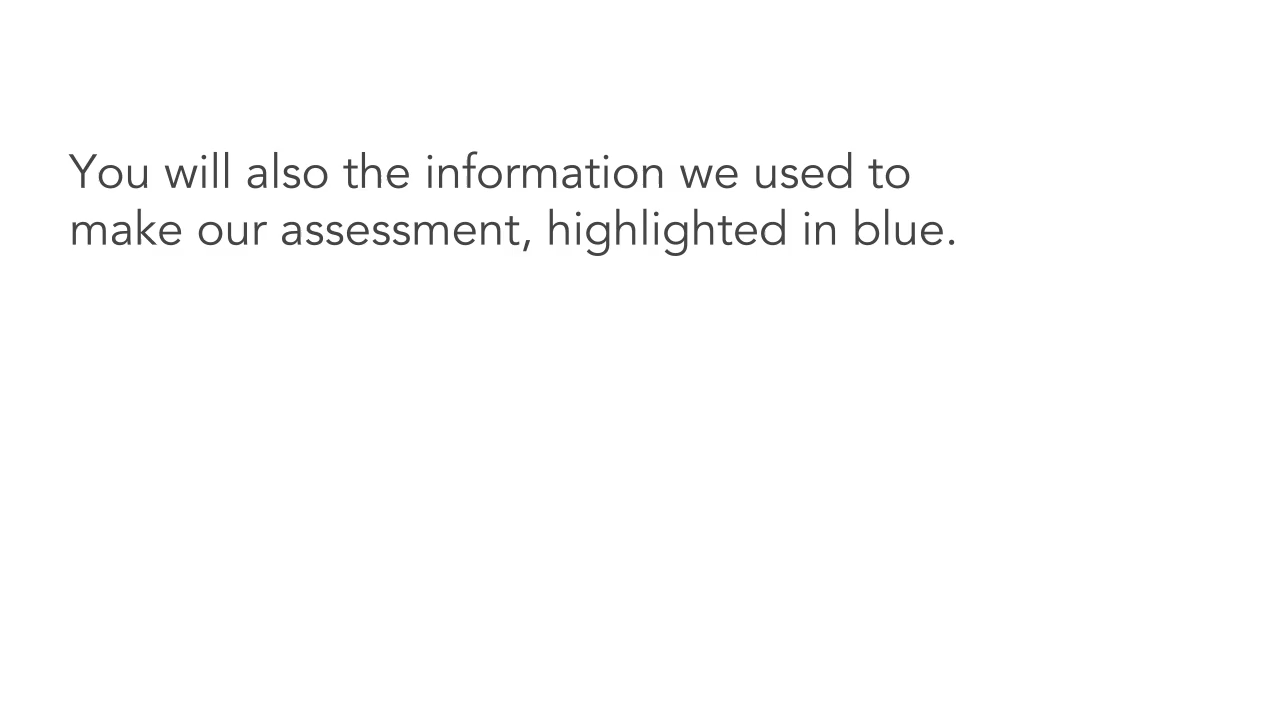 You will also the information we used to
make our assessment, highlighted in blue.